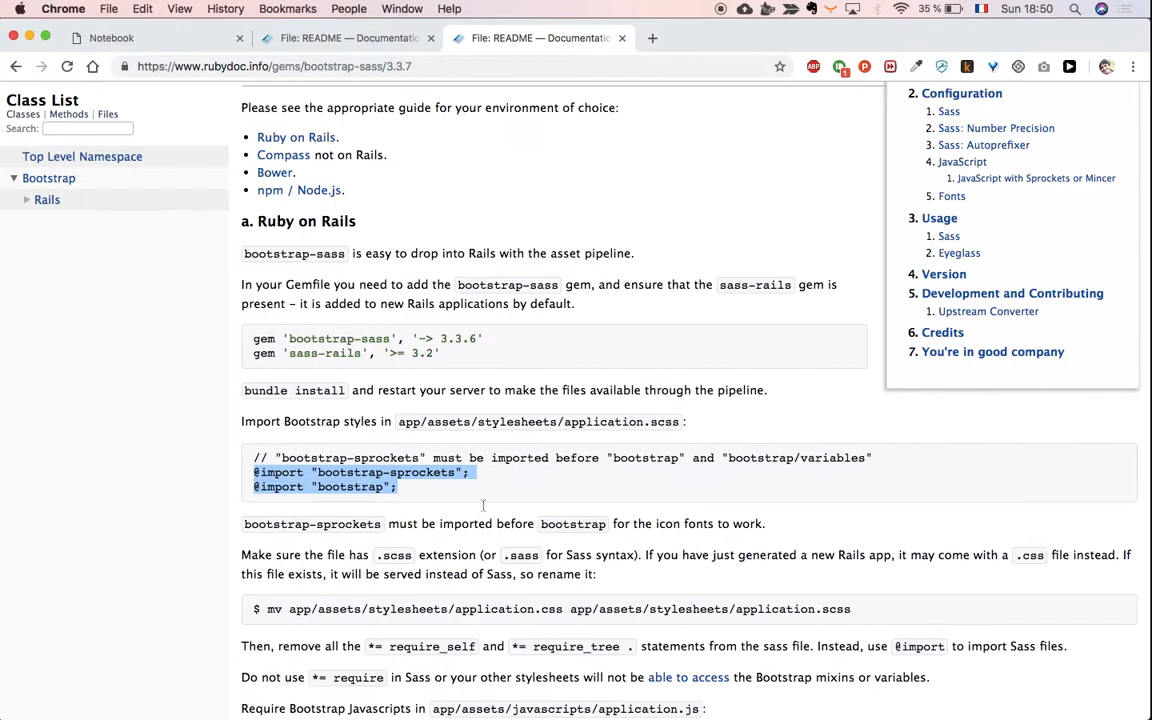 Chrome File Edit View History Bookmarks People Window Help 35 % Sun 18:50
Notebook × File: README — Documentatio × File: README — Documentatio × +
https://www.rubydoc.info/gems/bootstrap-sass/3.3.7 ABP 1
Class List
Classes | Methods | Files
Search:
Top Level Namespace
Bootstrap
Rails
Please see the appropriate guide for your environment of choice:
• Ruby on Rails.
• Compass not on Rails.
• Bower.
• npm / Node.js.
a. Ruby on Rails
bootstrap-sass is easy to drop into Rails with the asset pipeline.
In your Gemfile you need to add the bootstrap-sass gem, and ensure that the sass-rails gem is
present – it is added to new Rails applications by default.
gem 'bootstrap-sass', '~> 3.3.6'
gem 'sass-rails', '>= 3.2'
bundle install and restart your server to make the files available through the pipeline.
Import Bootstrap styles in app/assets/stylesheets/application.scss:
// "bootstrap-sprockets" must be imported before "bootstrap" and "bootstrap/variables"
@import "bootstrap-sprockets";
@import "bootstrap";
bootstrap-sprockets must be imported before bootstrap for the icon fonts to work.
Make sure the file has .scss extension (or .sass for Sass syntax). If you have just generated a new Rails app, it may come with a .css file instead. If
this file exists, it will be served instead of Sass, so rename it:
$ mv app/assets/stylesheets/application.css app/assets/stylesheets/application.scss
Then, remove all the *= require_self and *= require_tree . statements from the sass file. Instead, use @import to import Sass files.
Do not use *= require in Sass or your other stylesheets will not be able to access the Bootstrap mixins or variables.
Require Bootstrap Javascripts in app/assets/javascripts/application.js:
2. Configuration
1. Sass
2. Sass: Number Precision
3. Sass: Autoprefixer
4. JavaScript
1. JavaScript with Sprockets or Mincer
5. Fonts
3. Usage
1. Sass
2. Eyeglass
4. Version
5. Development and Contributing
1. Upstream Converter
6. Credits
7. You're in good company